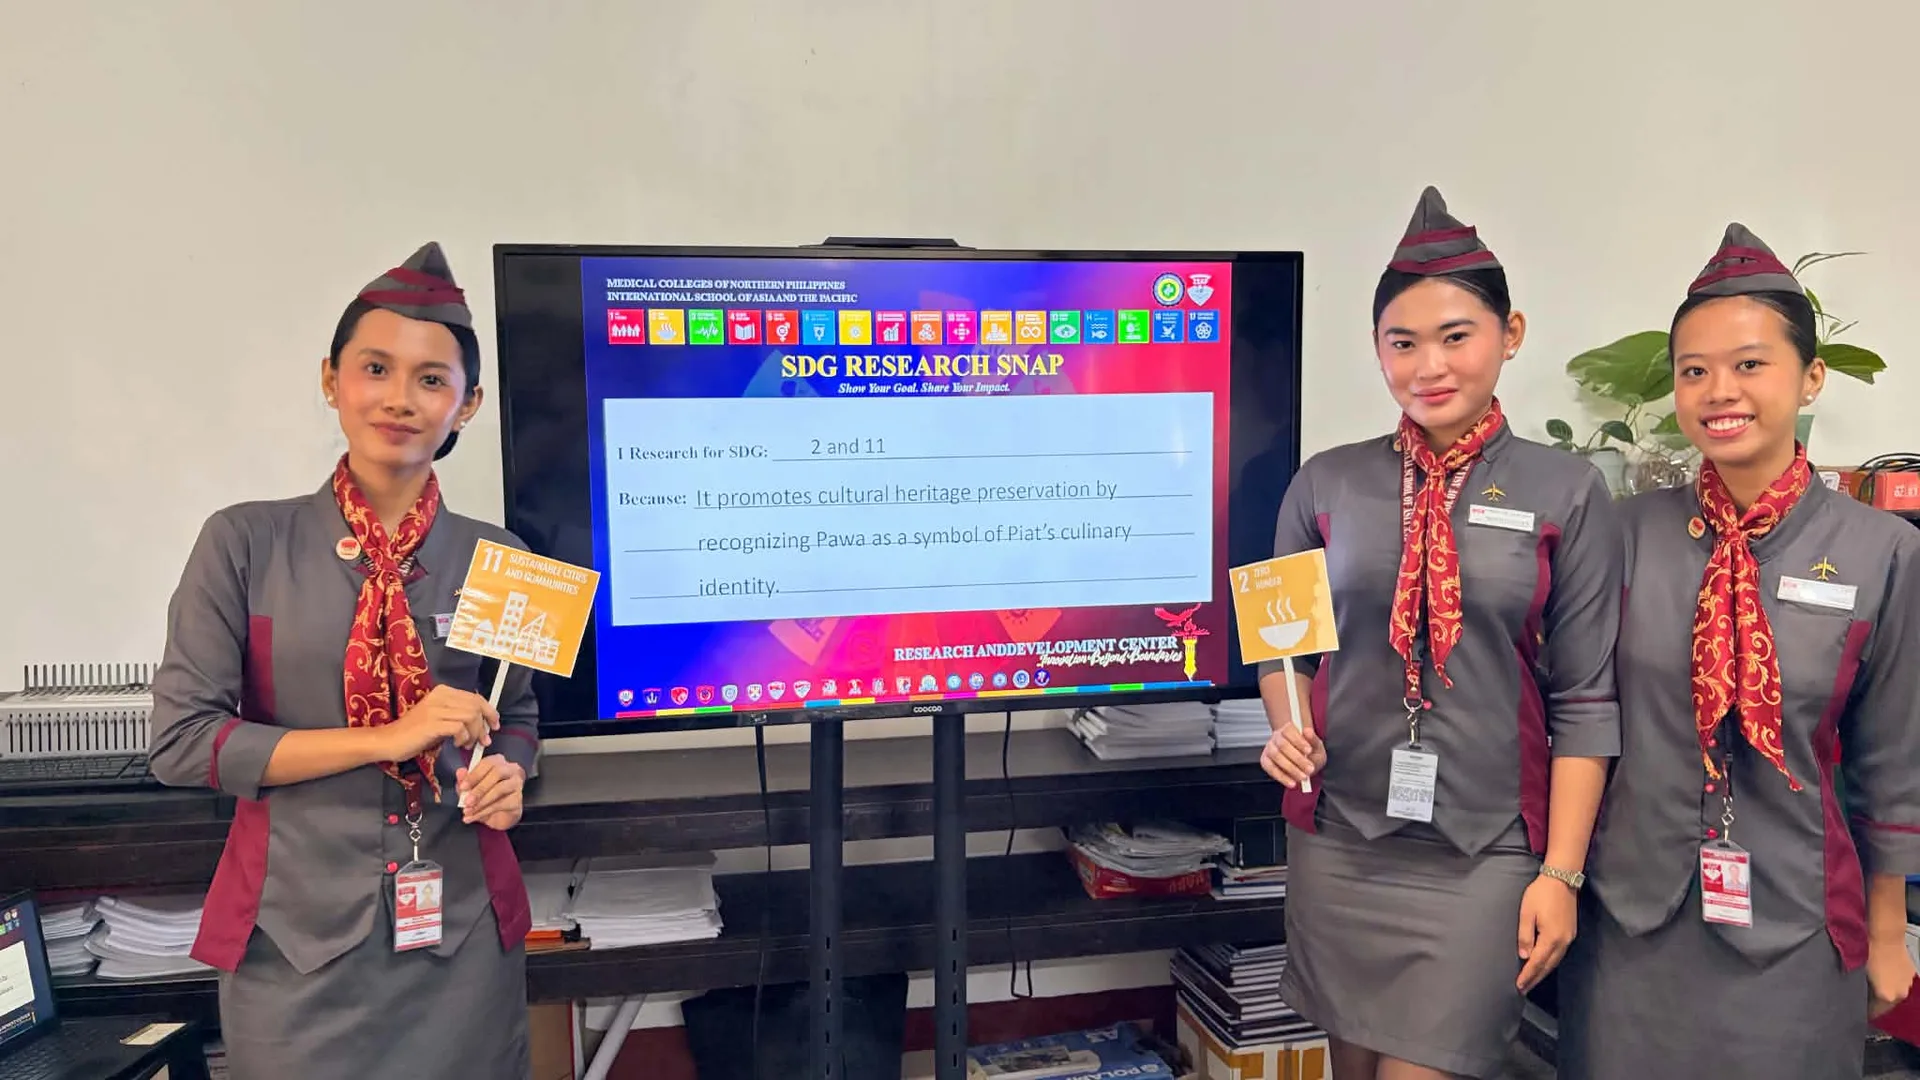 MEDICAL COLLEGES OF NORTHERN PHILIPPINES
INTERNATIONAL SCHOOL OF ASIA AND THE PACIFIC
SDG RESEARCH SNAP
Show Your Goal. Share Your Impact.
I Research for SDG: 2 and 11
Because: It promotes cultural heritage preservation by
recognizing Pawa as a symbol of Piat's culinary
identity.
RESEARCH ANDDEVELOPMENT CENTER
Innovation Beyond Boundaries
coocaa
11 SUSTAINABLE CITIES
AND COMMUNITIES
2 ZERO
HUNGER